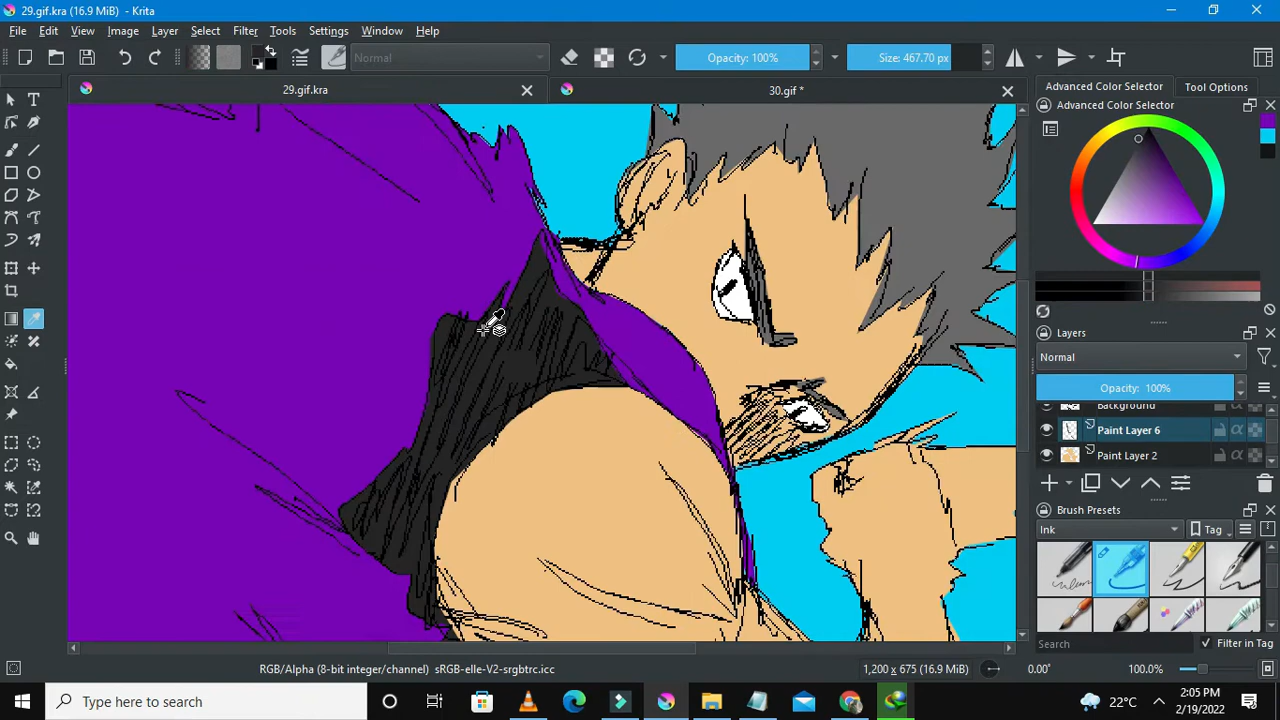 29.gif.kra (16.9 MiB) - Krita
File Edit View Image Layer Select Filter Tools Settings Window Help
Normal Opacity: 100% Size: 467.70 px
29.gif.kra 30.gif *
Advanced Color Selector Tool Options
Advanced Color Selector
Layers
Normal
Opacity: 100%
Background
Paint Layer 6
Paint Layer 2
Brush Presets
Ink Tag
Search Filter in Tag
RGB/Alpha (8-bit integer/channel) sRGB-elle-V2-srgbtrc.icc 1,200 x 675 (16.9 MiB) 0.00° 100.0%
Type here to search 22°C 2:05 PM
2/19/2022